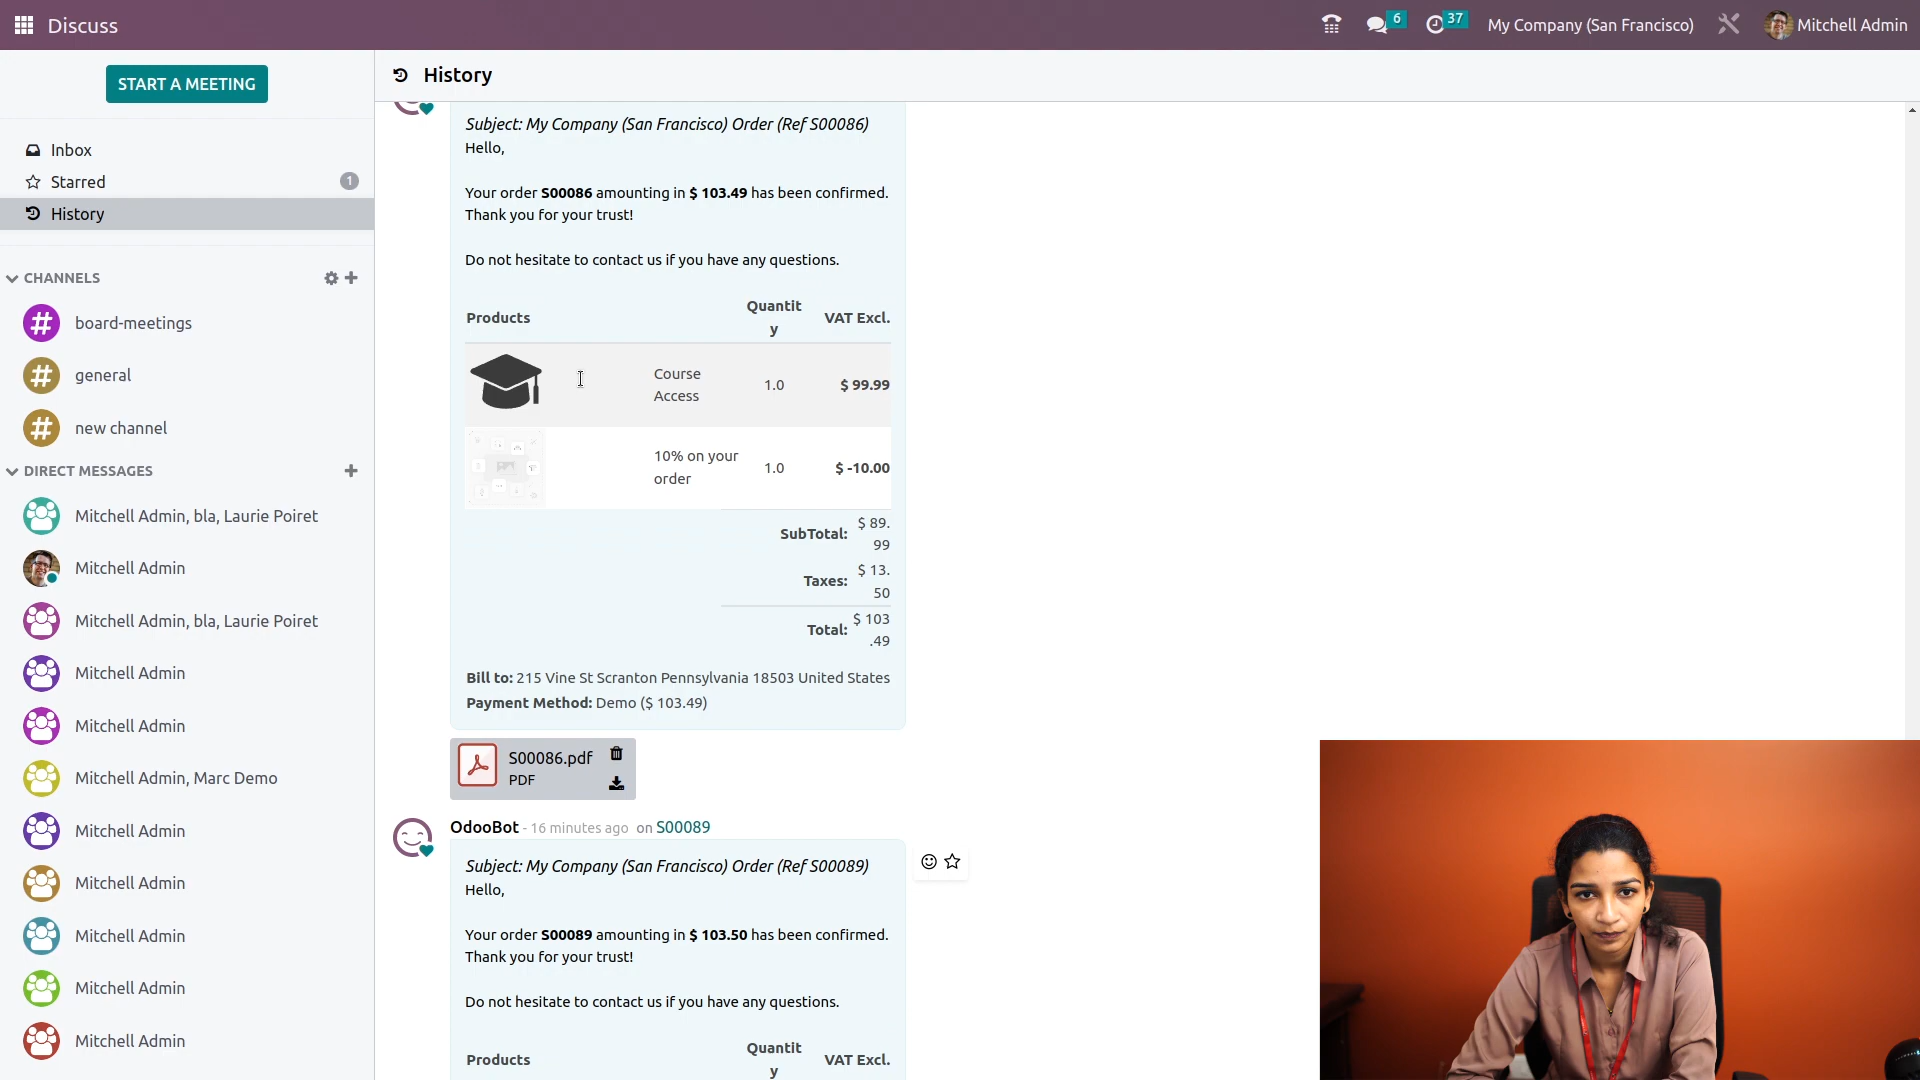 Discuss
6
37
My Company (San Francisco)
Mitchell Admin
START A MEETING
Inbox
Starred
1
History
CHANNELS
board-meetings
general
new channel
DIRECT MESSAGES
Mitchell Admin, bla, Laurie Poiret
Mitchell Admin
Mitchell Admin, bla, Laurie Poiret
Mitchell Admin
Mitchell Admin
Mitchell Admin, Marc Demo
Mitchell Admin
Mitchell Admin
Mitchell Admin
Mitchell Admin
Mitchell Admin
History
Subject: My Company (San Francisco) Order (Ref S00086)
Hello,
Your order S00086 amounting in $ 103.49 has been confirmed.
Thank you for your trust!
Do not hesitate to contact us if you have any questions.
Products
Quantit
y
VAT Excl.
Course
Access
1.0
$ 99.99
10% on your
order
1.0
$ -10.00
SubTotal:
$ 89.
99
Taxes:
$ 13.
50
Total:
$ 103
.49
Bill to: 215 Vine St Scranton Pennsylvania 18503 United States
Payment Method: Demo ($ 103.49)
S00086.pdf
PDF
OdooBot - 16 minutes ago on S00089
Subject: My Company (San Francisco) Order (Ref S00089)
Hello,
Your order S00089 amounting in $ 103.50 has been confirmed.
Thank you for your trust!
Do not hesitate to contact us if you have any questions.
Products
Quantit
y
VAT Excl.